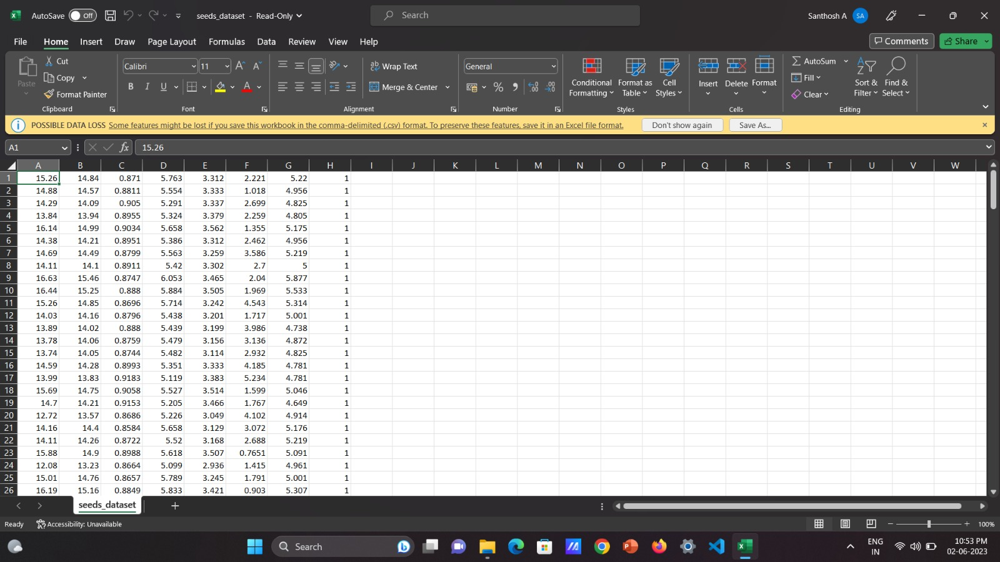 AutoSave Off seeds_dataset - Read-Only Search Santhosh A SA
File Home Insert Draw Page Layout Formulas Data Review View Help Comments Share
Paste Cut Copy Format Painter Clipboard
Calibri 11 B I U A Font
ab Wrap Text Merge & Center Alignment
General % Number
Conditional Formatting Format as Table Cell Styles Styles
Insert Delete Format Cells
AutoSum Fill Clear Sort & Filter Find & Select Editing
POSSIBLE DATA LOSS Some features might be lost if you save this workbook in the comma-delimited (.csv) format. To preserve these features, save it in an Excel file format. Don't show again Save As...
A1 fx 15.26
A B C D E F G H I J K L M N O P Q R S T U V W
1 15.26 14.84 0.871 5.763 3.312 2.221 5.22 1
2 14.88 14.57 0.8811 5.554 3.333 1.018 4.956 1
3 14.29 14.09 0.905 5.291 3.337 2.699 4.825 1
4 13.84 13.94 0.8955 5.324 3.379 2.259 4.805 1
5 16.14 14.99 0.9034 5.658 3.562 1.355 5.175 1
6 14.38 14.21 0.8951 5.386 3.312 2.462 4.956 1
7 14.69 14.49 0.8799 5.563 3.259 3.586 5.219 1
8 14.11 14.1 0.8911 5.42 3.302 2.7 5 1
9 16.63 15.46 0.8747 6.053 3.465 2.04 5.877 1
10 16.44 15.25 0.888 5.884 3.505 1.969 5.533 1
11 15.26 14.85 0.8696 5.714 3.242 4.543 5.314 1
12 14.03 14.16 0.8796 5.438 3.201 1.717 5.001 1
13 13.89 14.02 0.888 5.439 3.199 3.986 4.738 1
14 13.78 14.06 0.8759 5.479 3.156 3.136 4.872 1
15 13.74 14.05 0.8744 5.482 3.114 2.932 4.825 1
16 14.59 14.28 0.8993 5.351 3.333 4.185 4.781 1
17 13.99 13.83 0.9183 5.119 3.383 5.234 4.781 1
18 15.69 14.75 0.9058 5.527 3.514 1.599 5.046 1
19 14.7 14.21 0.9153 5.205 3.466 1.767 4.649 1
20 12.72 13.57 0.8686 5.226 3.049 4.102 4.914 1
21 14.16 14.4 0.8584 5.658 3.129 3.072 5.176 1
22 14.11 14.26 0.8722 5.52 3.168 2.688 5.219 1
23 15.88 14.9 0.8988 5.618 3.507 0.7651 5.091 1
24 12.08 13.23 0.8664 5.099 2.936 1.415 4.961 1
25 15.01 14.76 0.8657 5.789 3.245 1.791 5.001 1
26 16.19 15.16 0.8849 5.833 3.421 0.903 5.307 1
seeds_dataset
Ready Accessibility: Unavailable 100%
Search ENG IN 10:53 PM 02-06-2023